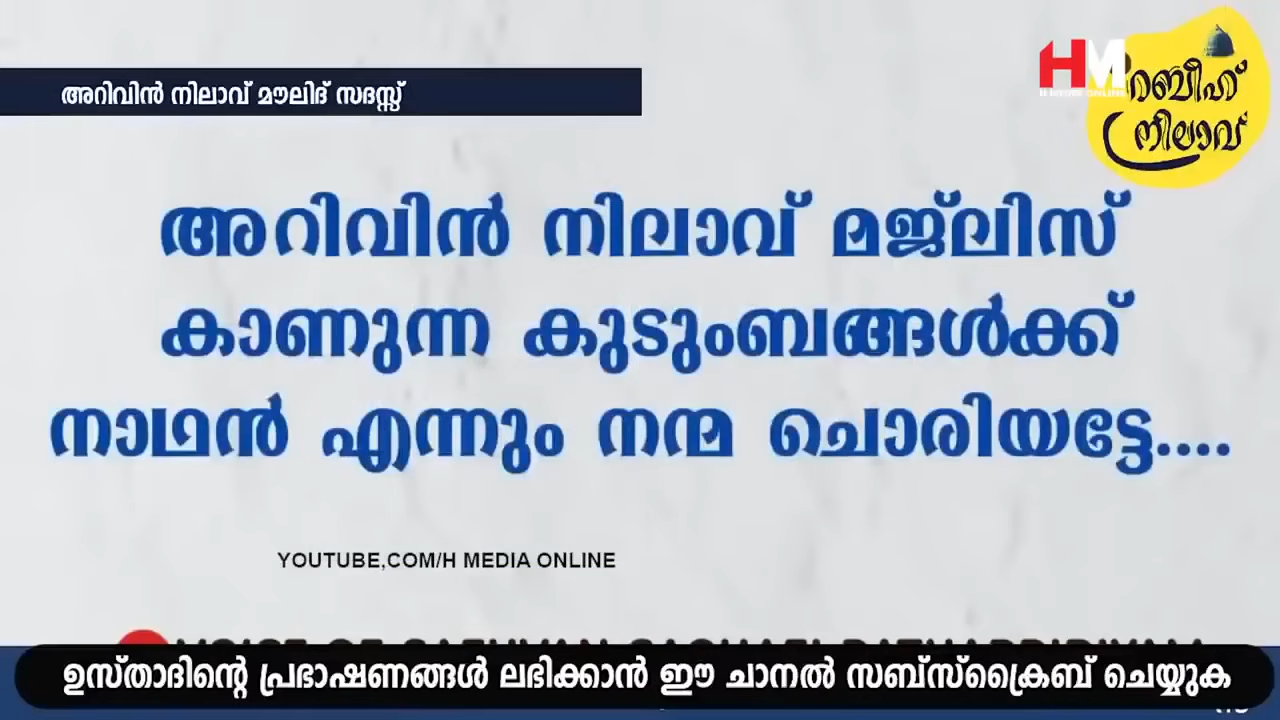 അറിവിൻ നിലാവ് മൗലിദ് സദസ്സ്
HM
റബീഹ്
നിലാവ്
അറിവിൻ നിലാവ് മജ്ലിസ്
കാണുന്ന കുടുംബങ്ങൾക്ക്
നാഥൻ എന്നും നന്മ ചൊരിയട്ടേ....
YOUTUBE,COM/H MEDIA ONLINE
ഉസ്താദിന്റെ പ്രഭാഷണങ്ങൾ ലഭിക്കാൻ ഈ ചാനൽ സബ്സ്ക്രൈബ് ചെയ്യുക